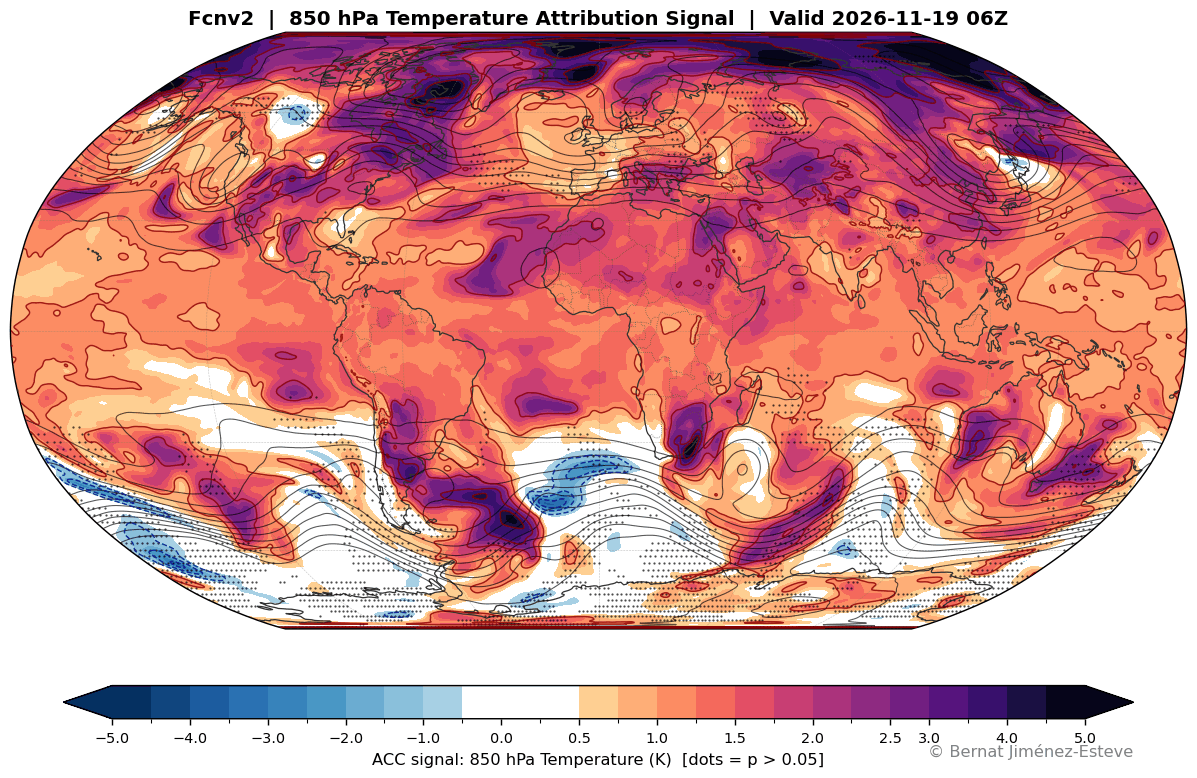 Fcnv2 | 850 hPa Temperature Attribution Signal | Valid 2026-11-19 06Z
−5.0 −4.0 −3.0 −2.0 −1.0 0.0 0.5 1.0 1.5 2.0 2.5 3.0 4.0 5.0
ACC signal: 850 hPa Temperature (K) [dots = p > 0.05]
© Bernat Jiménez-Esteve